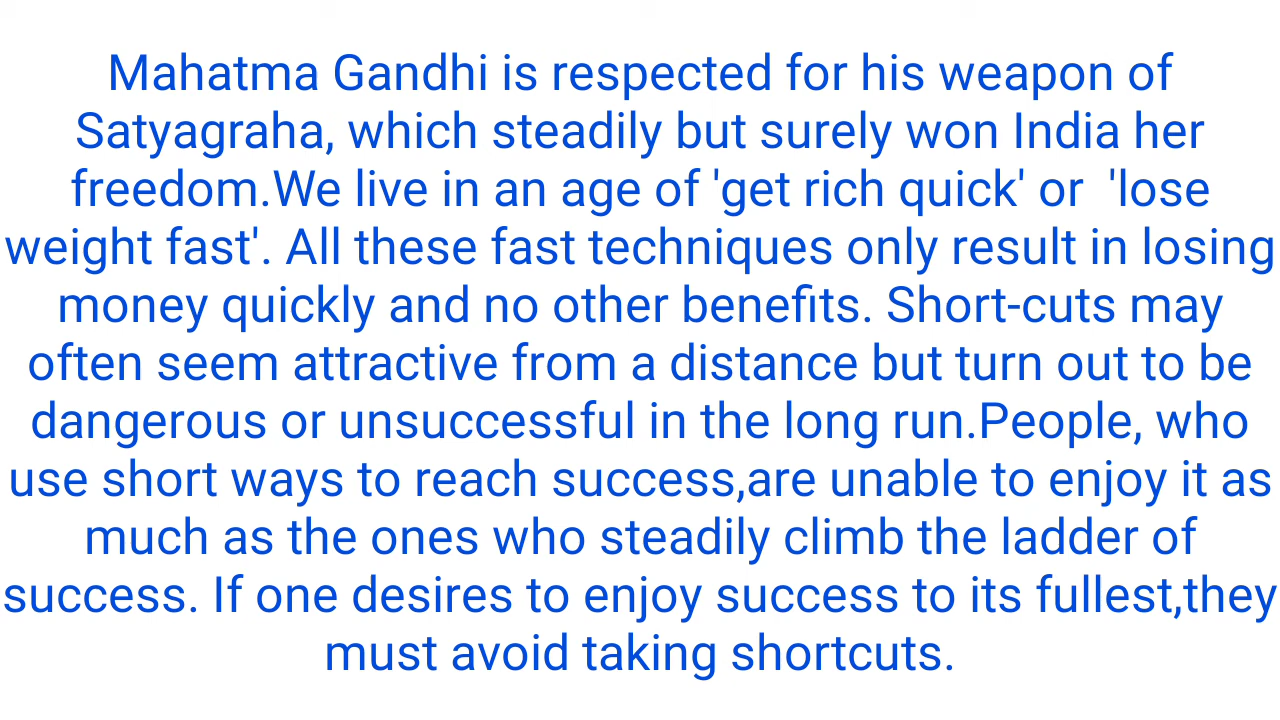 Mahatma Gandhi is respected for his weapon of
Satyagraha, which steadily but surely won India her
freedom.We live in an age of 'get rich quick' or  'lose
weight fast'. All these fast techniques only result in losing
money quickly and no other benefits. Short-cuts may
often seem attractive from a distance but turn out to be
dangerous or unsuccessful in the long run.People, who
use short ways to reach success,are unable to enjoy it as
much as the ones who steadily climb the ladder of
success. If one desires to enjoy success to its fullest,they
must avoid taking shortcuts.